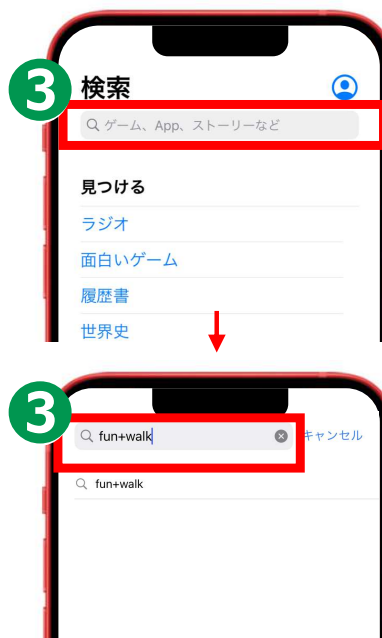 3
検索
ゲーム、App、ストーリーなど
見つける
ラジオ
面白いゲーム
履歴書
世界史
3
fun+walk
キャンセル
fun+walk